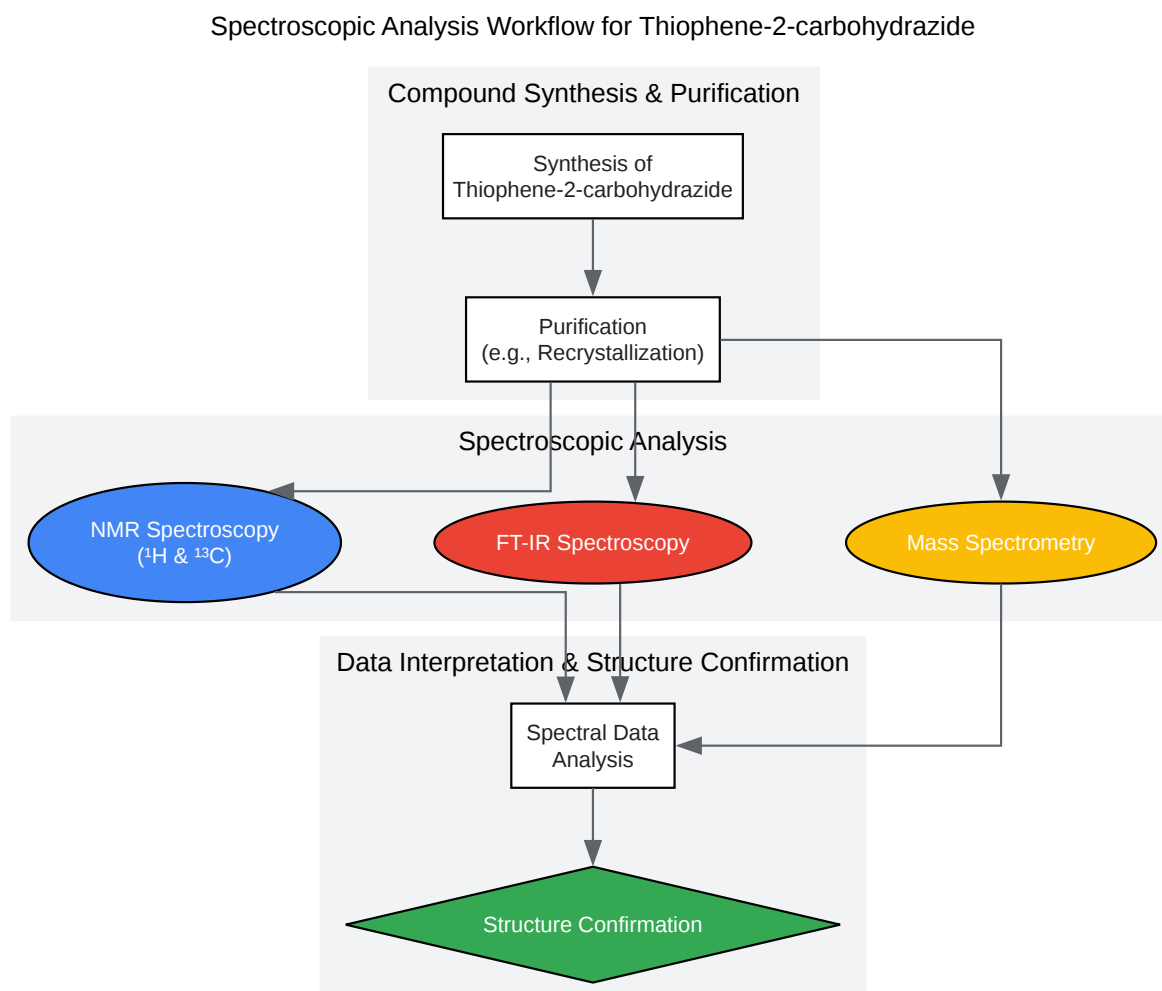 Spectroscopic Analysis Workflow for Thiophene-2-carbohydrazide
Compound Synthesis & Purification
Synthesis of
Thiophene-2-carbohydrazide
Purification
(e.g., Recrystallization)
Spectroscopic Analysis
NMR Spectroscopy
(¹H & ¹³C)
FT-IR Spectroscopy
Mass Spectrometry
Data Interpretation & Structure Confirmation
Spectral Data
Analysis
Structure Confirmation